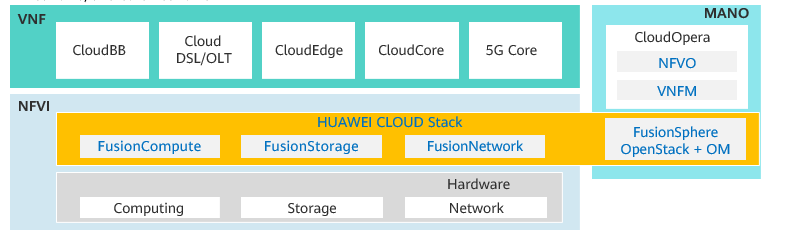 VNF
MANO
CloudBB
Cloud
DSL/OLT
CloudEdge
CloudCore
5G Core
CloudOpera
NFVO
VNFM
NFVI
HUAWEI CLOUD Stack
FusionCompute
FusionStorage
FusionNetwork
FusionSphere
OpenStack + OM
Hardware
Computing
Storage
Network